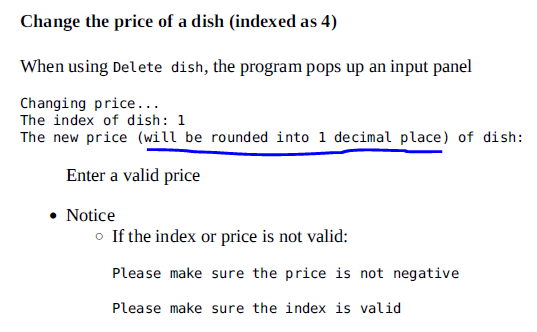 Change the price of a dish (indexed as 4)
When using Delete dish, the program pops up an input panel
Changing price...
The index of dish: 1
The new price (will be rounded into 1 decimal place) of dish:
Enter a valid price
• Notice
◦ If the index or price is not valid:
Please make sure the price is not negative
Please make sure the index is valid